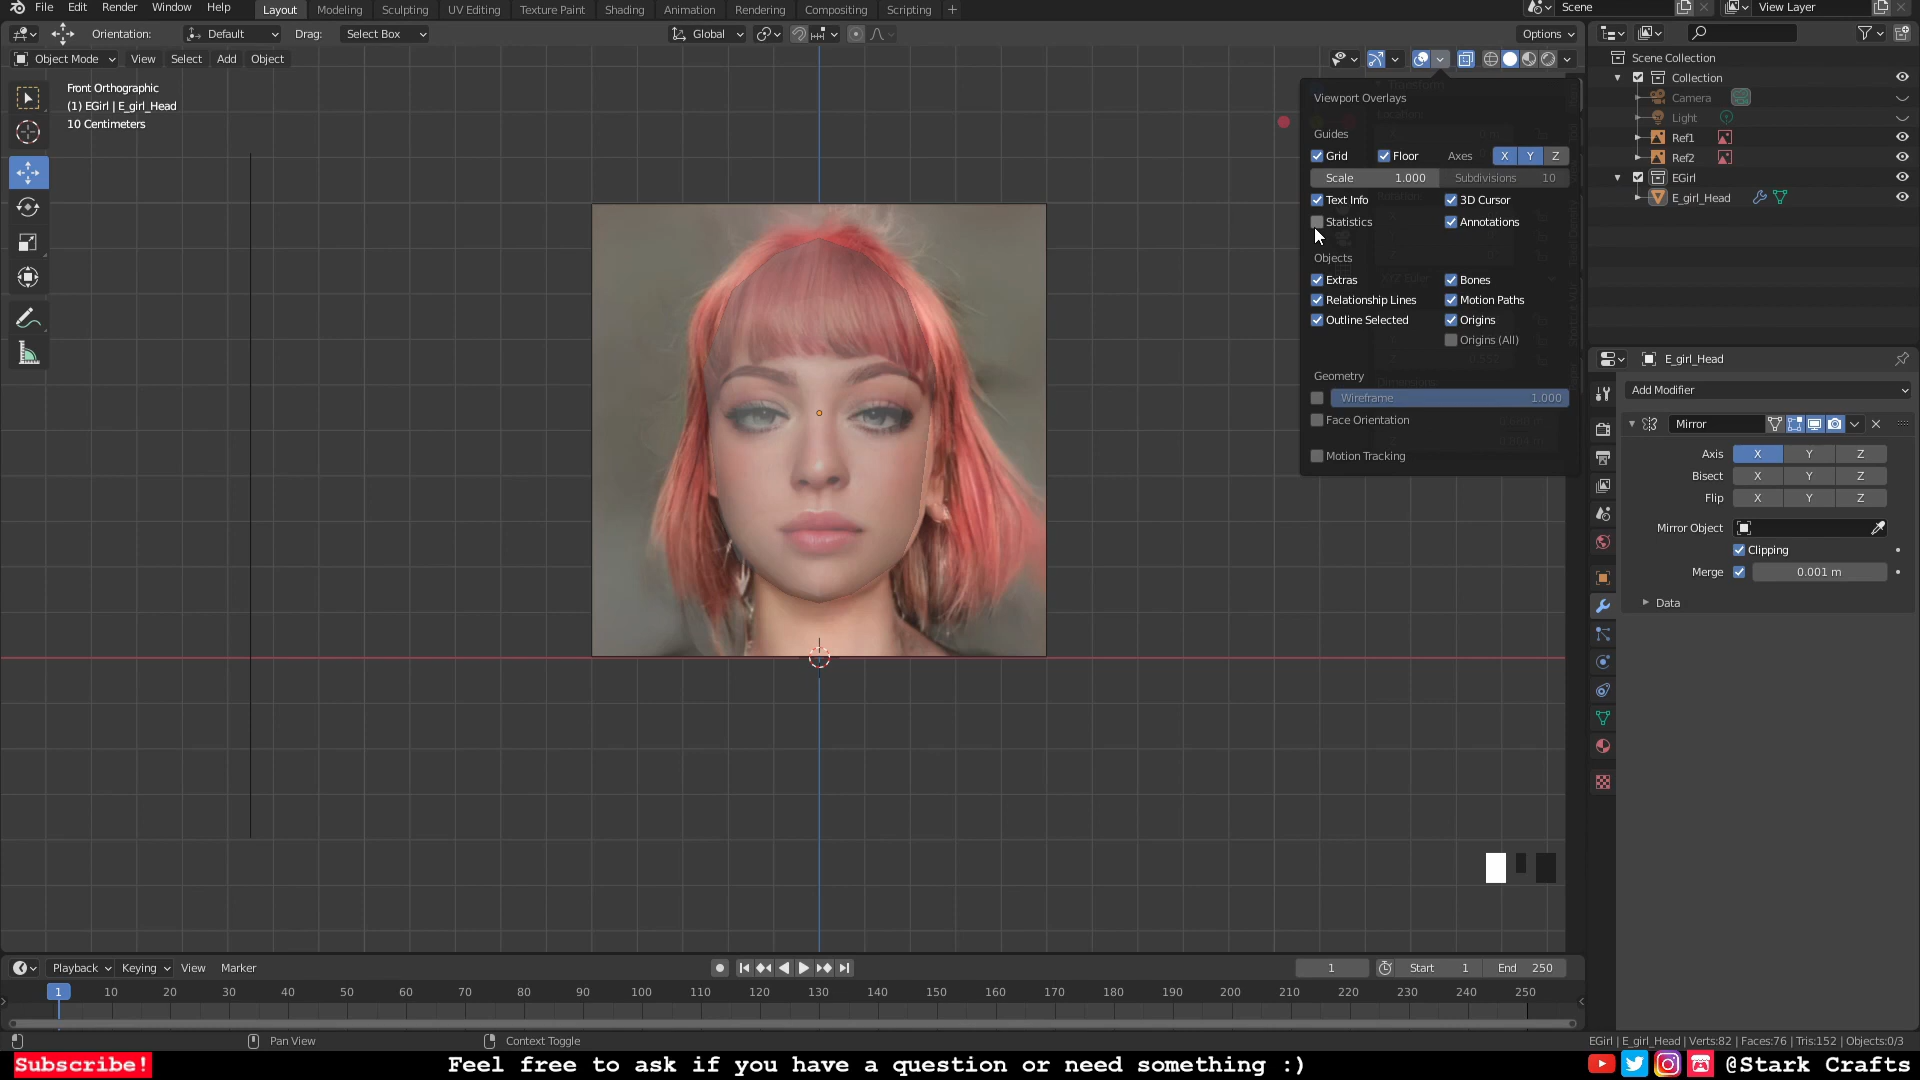 File Edit Render Window Help Layout Modeling Sculpting UV Editing Texture Paint Shading Animation Rendering Compositing Scripting + Scene View Layer
Orientation: Default Drag: Select Box Global Options
Object Mode View Select Add Object
Front Orthographic
(1) EGirl | E_girl_Head
10 Centimeters
Viewport Overlays
Guides
Grid Floor Axes X Y Z
Scale 1.000 Subdivisions 10
Text Info 3D Cursor
Statistics Annotations
Objects
Extras Bones
Relationship Lines Motion Paths
Outline Selected Origins
Origins (All)
Geometry
Wireframe 1.000
Face Orientation
Motion Tracking
Scene Collection
Collection
Camera
Light
Ref1
Ref2
EGirl
E_girl_Head
E_girl_Head
Add Modifier
Mirror
Axis X Y Z
Bisect X Y Z
Flip X Y Z
Mirror Object
Clipping
Merge 0.001 m
Data
Playback Keying View Marker 1 Start 1 End 250
1 10 20 30 40 50 60 70 80 90 100 110 120 130 140 150 160 170 180 190 200 210 220 230 240 250
Pan View Context Toggle EGirl | E_girl_Head | Verts:82 | Faces:76 | Tris:152 | Objects:0/3
Subscribe! Feel free to ask if you have a question or need something :) @Stark Crafts